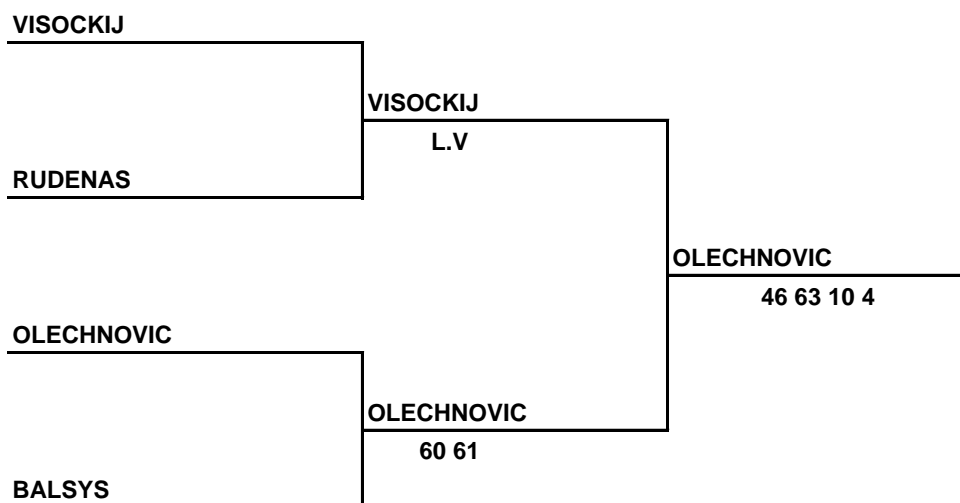 VISOCKIJ
VISOCKIJ
L.V
RUDENAS
OLECHNOVIC
46 63 10 4
OLECHNOVIC
OLECHNOVIC
60 61
BALSYS